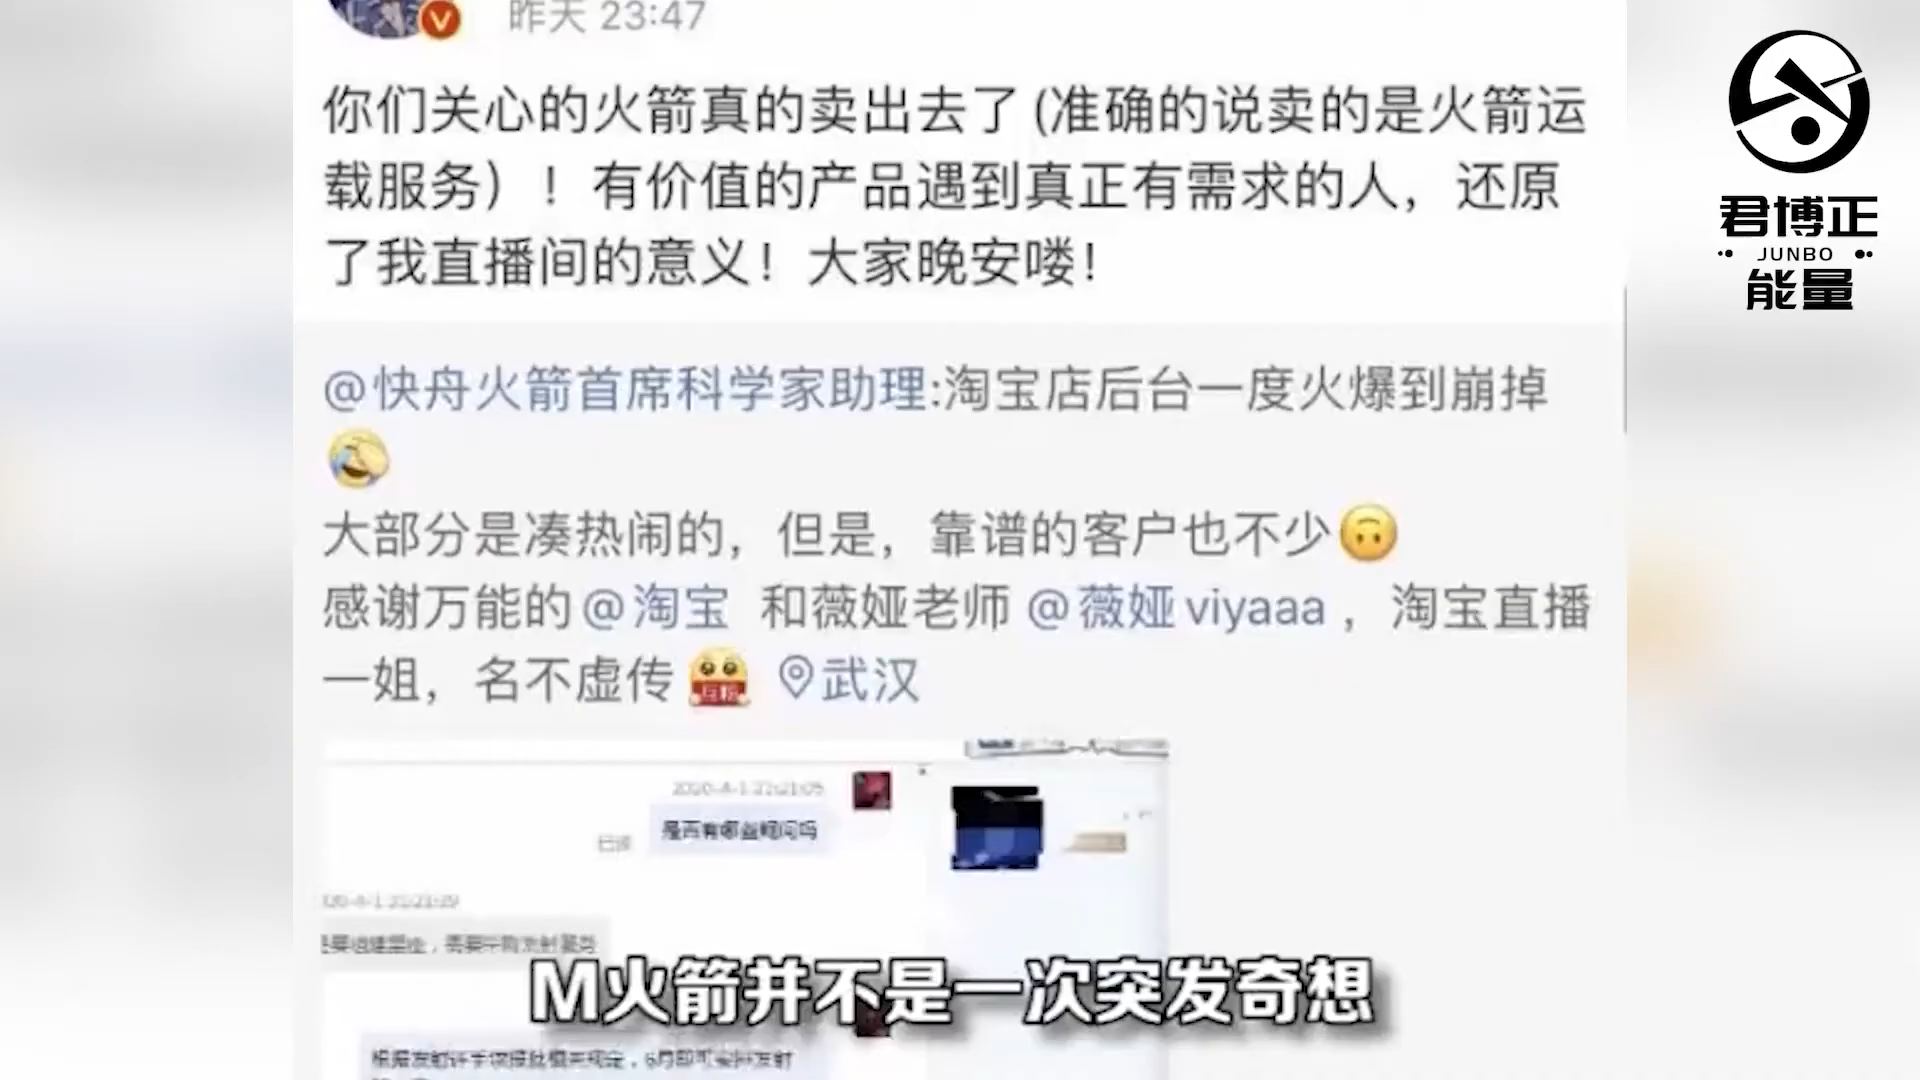 昨天 23:47
你们关心的火箭真的卖出去了(准确的说卖的是火箭运
载服务）！有价值的产品遇到真正有需求的人，还原
了我直播间的意义！大家晚安喽！
@快舟火箭首席科学家助理:淘宝店后台一度火爆到崩掉
大部分是凑热闹的，但是，靠谱的客户也不少
感谢万能的@淘宝 和薇娅老师@薇娅viyaaa，淘宝直播
一姐，名不虚传 武汉
是否有哪些疑问吗
已读
M火箭并不是一次突发奇想
君博正
JUNBO
能量